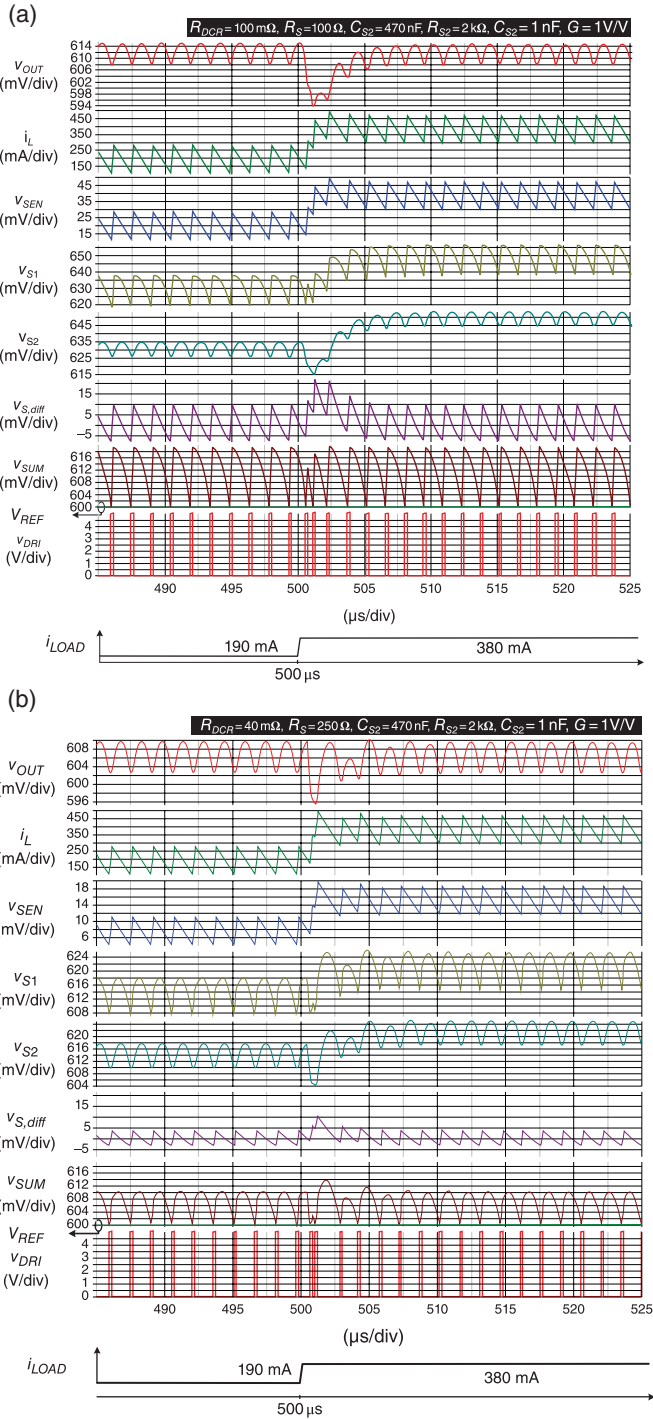 (a)
R_DCR = 100 mΩ, R_S = 100 Ω, C_S2 = 470 nF, R_S2 = 2 kΩ, C_S2 = 1 nF, G = 1V/V
v_OUT
(mV/div)
614
610
606
602
598
594
i_L
(mA/div)
450
350
250
150
v_SEN
(mV/div)
45
35
25
15
v_S1
(mV/div)
650
640
630
620
v_S2
(mV/div)
645
635
625
615
v_S,diff
(mV/div)
15
5
–5
v_SUM
(mV/div)
616
612
608
604
600
V_REF
v_DRI
(V/div)
4
3
2
1
0
490 495 500 505 510 515 520 525
(µs/div)
i_LOAD
190 mA
380 mA
500 µs
(b)
R_DCR = 40 mΩ, R_S = 250 Ω, C_S2 = 470 nF, R_S2 = 2 kΩ, C_S2 = 1 nF, G = 1V/V
v_OUT
(mV/div)
608
604
600
596
i_L
(mA/div)
450
350
250
150
v_SEN
(mV/div)
18
14
10
6
v_S1
(mV/div)
624
620
616
612
608
v_S2
(mV/div)
620
616
612
608
604
v_S,diff
(mV/div)
15
5
–5
v_SUM
(mV/div)
616
612
608
604
600
V_REF
v_DRI
(V/div)
4
3
2
1
0
490 495 500 505 510 515 520 525
(µs/div)
i_LOAD
190 mA
380 mA
500 µs